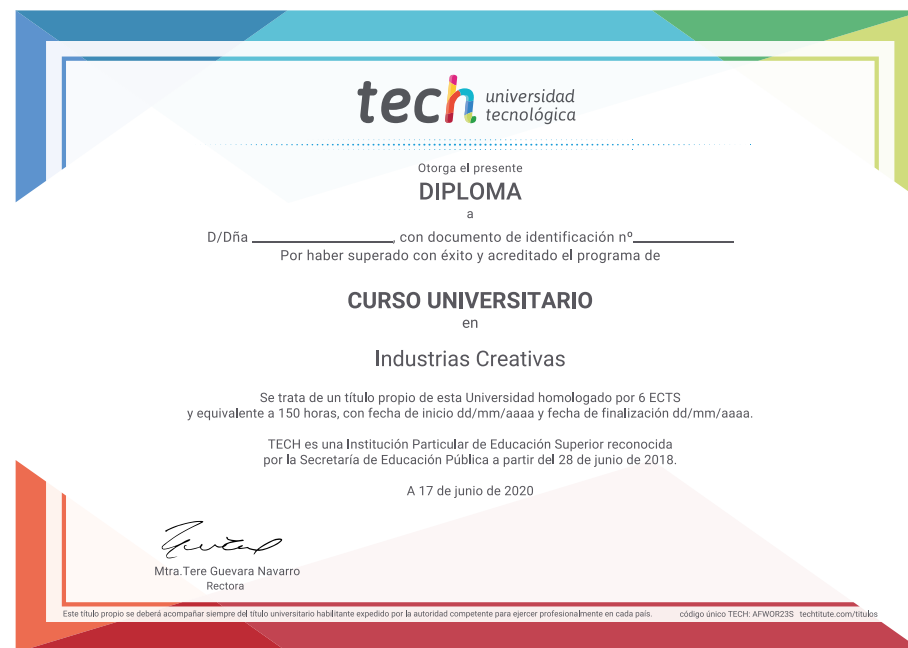 tech universidad
tecnológica
Otorga el presente
DIPLOMA
a
D/Dña ____________________, con documento de identificación nº______________
Por haber superado con éxito y acreditado el programa de
CURSO UNIVERSITARIO
en
Industrias Creativas
Se trata de un título propio de esta Universidad homologado por 6 ECTS
y equivalente a 150 horas, con fecha de inicio dd/mm/aaaa y fecha de finalización dd/mm/aaaa.
TECH es una Institución Particular de Educación Superior reconocida
por la Secretaría de Educación Pública a partir del 28 de junio de 2018.
A 17 de junio de 2020
Mtra.Tere Guevara Navarro
Rectora
Este título propio se deberá acompañar siempre del título universitario habilitante expedido por la autoridad competente para ejercer profesionalmente en cada país. código único TECH: AFWOR23S techtitute.com/titulos